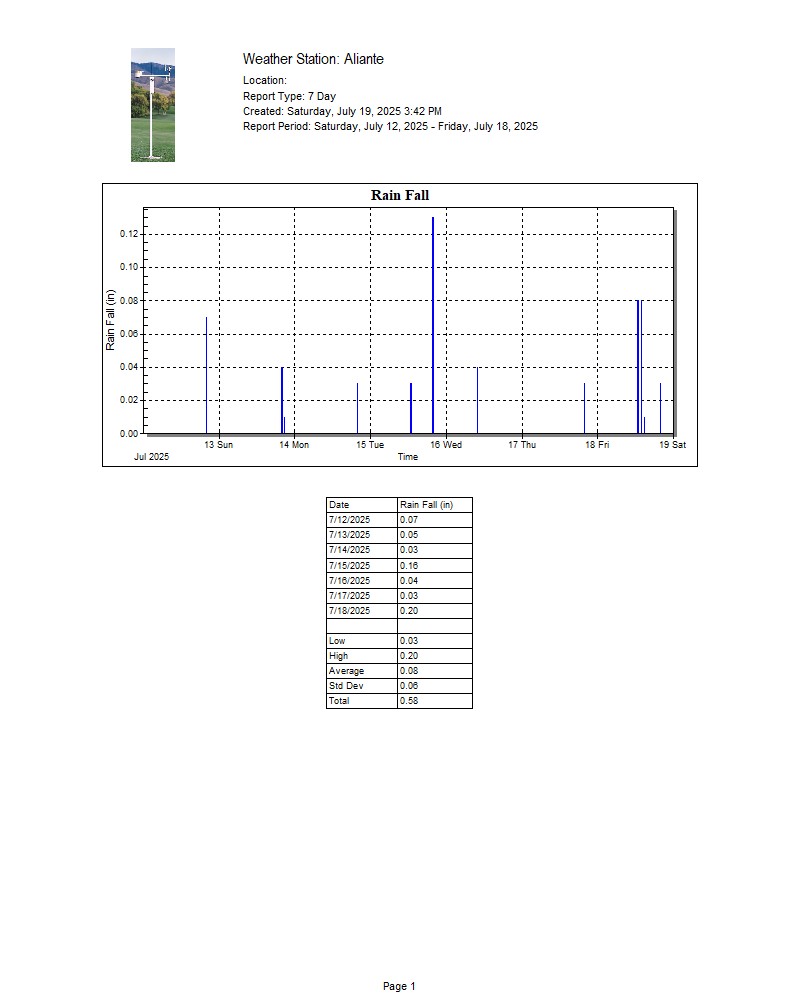 Weather Station: Aliante
Location:
Report Type: 7 Day
Created: Saturday, July 19, 2025 3:42 PM
Report Period: Saturday, July 12, 2025 - Friday, July 18, 2025
Rain Fall
Rain Fall (in)
0.12
0.10
0.08
0.06
0.04
0.02
0.00
13 Sun 14 Mon 15 Tue 16 Wed 17 Thu 18 Fri 19 Sat
Jul 2025 Time
Date Rain Fall (in)
7/12/2025 0.07
7/13/2025 0.05
7/14/2025 0.03
7/15/2025 0.16
7/16/2025 0.04
7/17/2025 0.03
7/18/2025 0.20
Low 0.03
High 0.20
Average 0.08
Std Dev 0.06
Total 0.58
Page 1